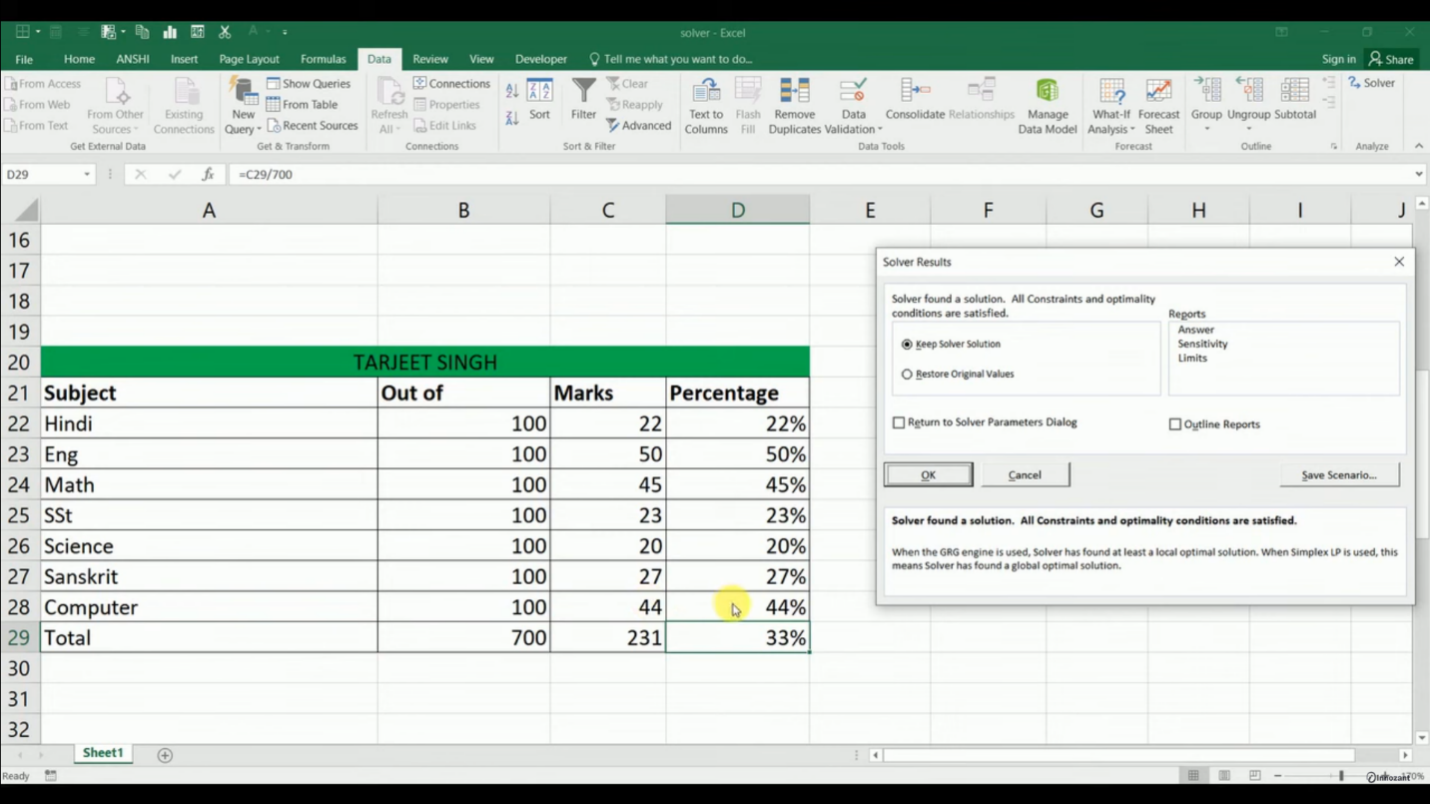 solver - Excel
File Home ANSHI Insert Page Layout Formulas Data Review View Developer Tell me what you want to do... Sign in Share
From Access
From Web
From Text
From Other Sources
Existing Connections
Get External Data
New Query
Show Queries
From Table
Recent Sources
Get & Transform
Refresh All
Connections
Properties
Edit Links
Connections
Sort
Filter
Clear
Reapply
Advanced
Sort & Filter
Text to Columns
Flash Fill
Remove Duplicates
Data Validation
Consolidate
Relationships
Manage Data Model
Data Tools
What-If Analysis
Forecast Sheet
Forecast
Group
Ungroup
Subtotal
Outline
Solver
Analyze
D29 fx =C29/700
A B C D E F G H I J
16
17
18
19
20 TARJEET SINGH
21 Subject Out of Marks Percentage
22 Hindi 100 22 22%
23 Eng 100 50 50%
24 Math 100 45 45%
25 SSt 100 23 23%
26 Science 100 20 20%
27 Sanskrit 100 27 27%
28 Computer 100 44 44%
29 Total 700 231 33%
30
31
32
Solver Results
Solver found a solution. All Constraints and optimality
conditions are satisfied.
Keep Solver Solution
Restore Original Values
Reports
Answer
Sensitivity
Limits
Return to Solver Parameters Dialog
Outline Reports
OK Cancel Save Scenario...
Solver found a solution. All Constraints and optimality conditions are satisfied.
When the GRG engine is used, Solver has found at least a local optimal solution. When Simplex LP is used, this
means Solver has found a global optimal solution.
Sheet1
Ready